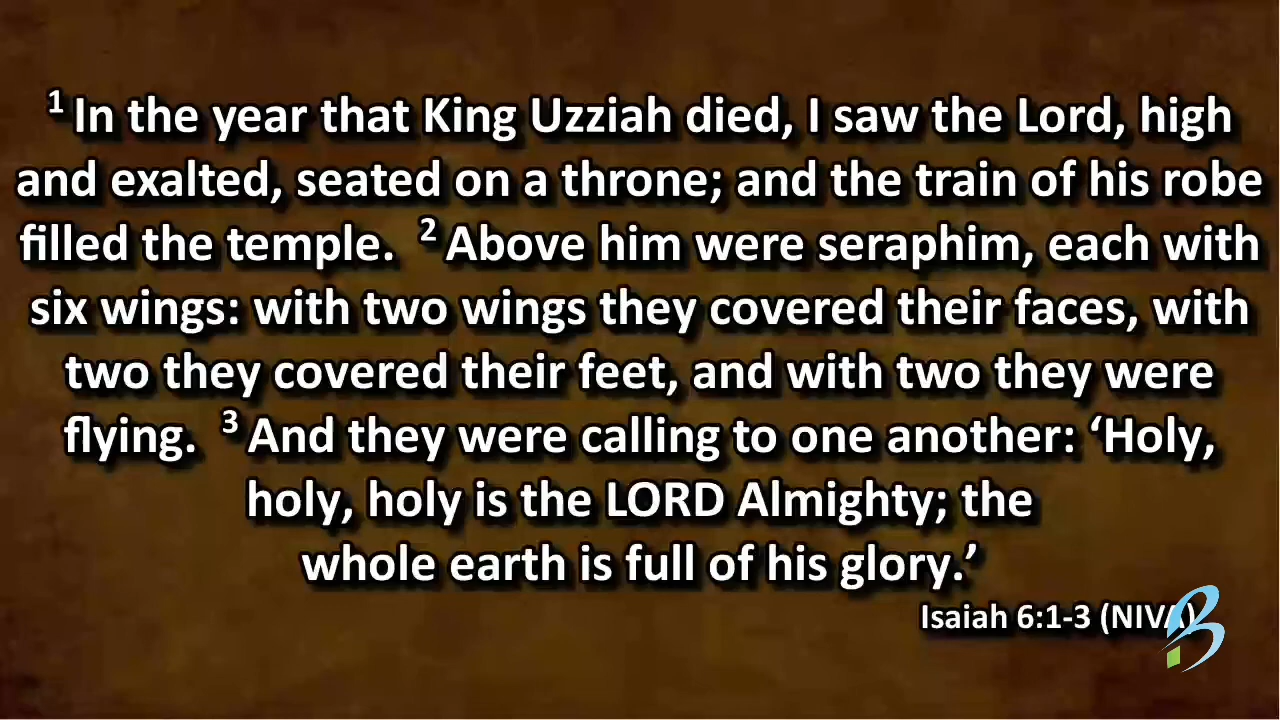 ¹ In the year that King Uzziah died, I saw the Lord, high
and exalted, seated on a throne; and the train of his robe
filled the temple. ² Above him were seraphim, each with
six wings: with two wings they covered their faces, with
two they covered their feet, and with two they were
flying. ³ And they were calling to one another: ‘Holy,
holy, holy is the LORD Almighty; the
whole earth is full of his glory.’
Isaiah 6:1-3 (NIVA)